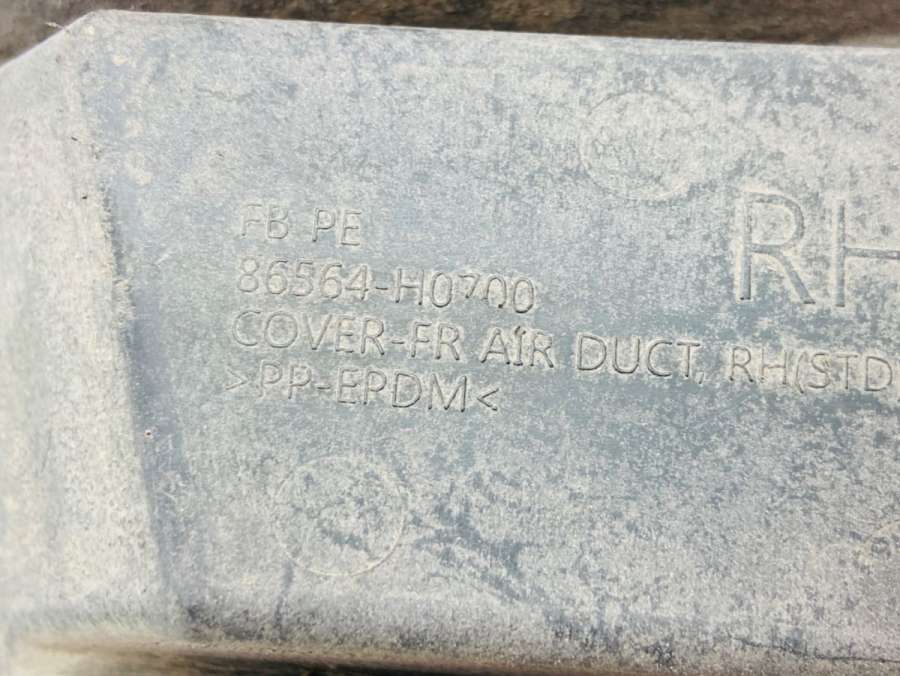 FB PE
86564-H0700
COVER-FR AIR DUCT, RH(STD)
>PP-EPDM<
RH